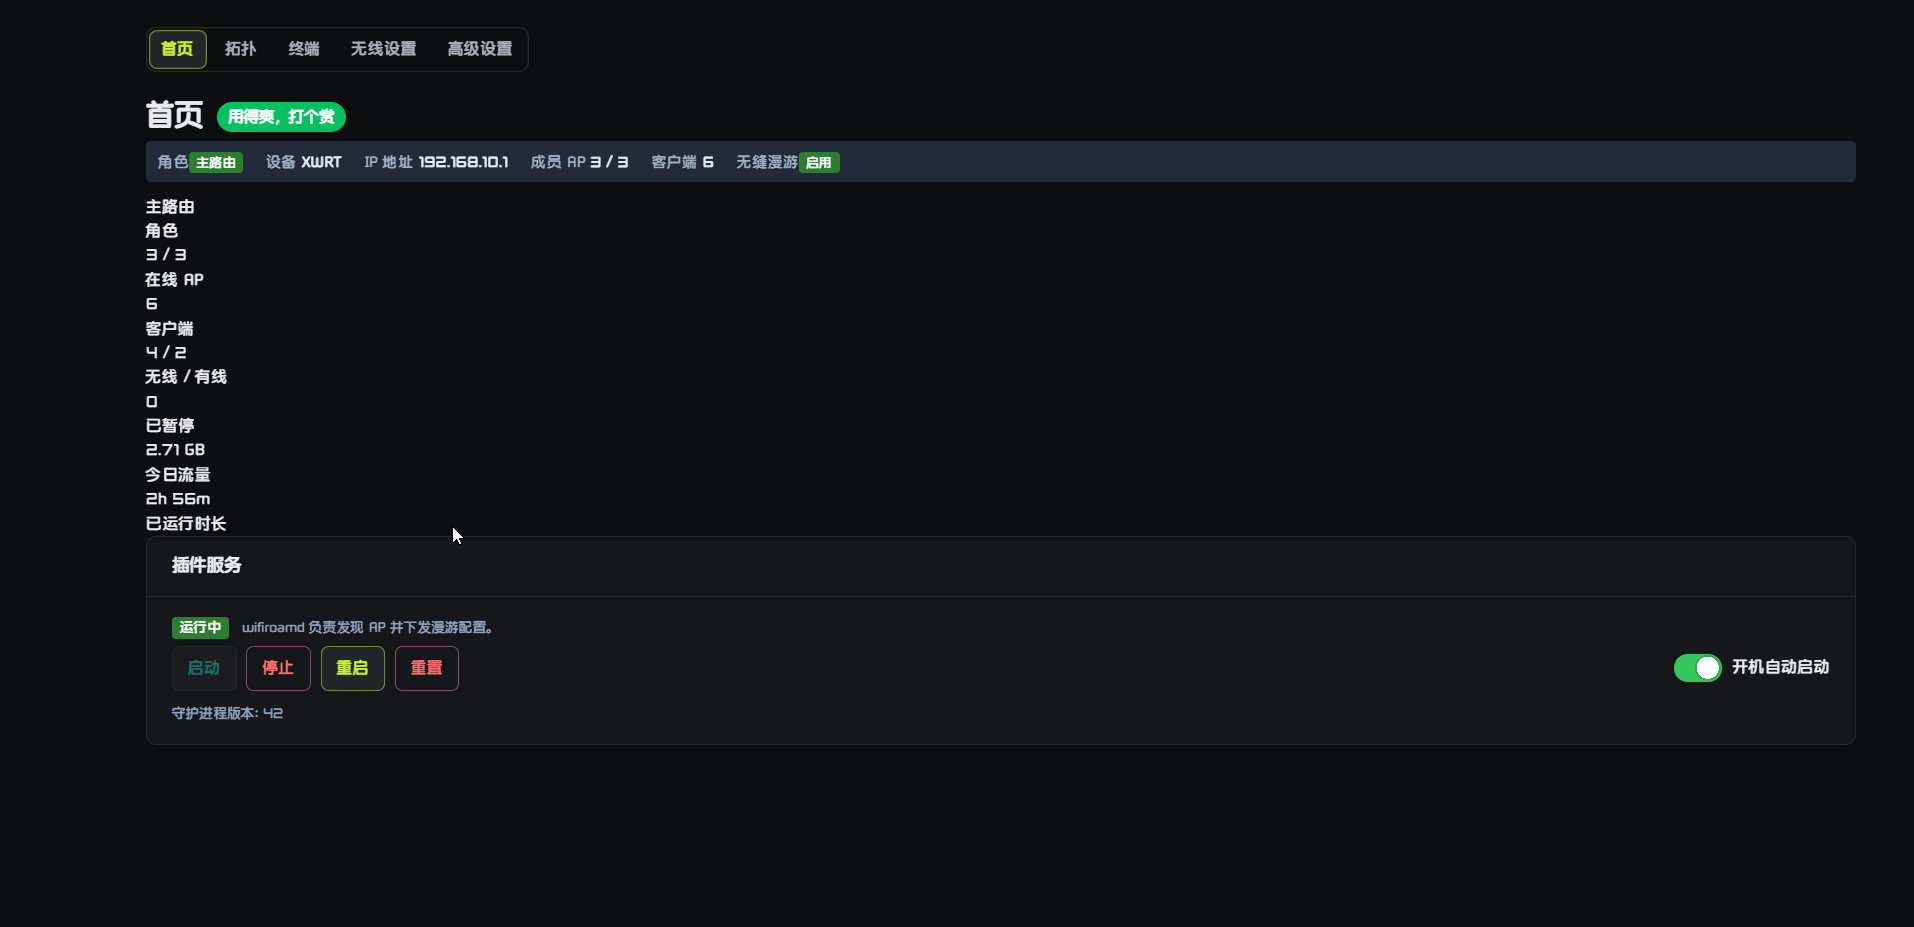 首页 拓扑 终端 无线设置 高级设置
首页 用得爽，打个赏
角色 主路由 设备 XWRT IP 地址 192.168.10.1 成员 AP 3 / 3 客户端 6 无缝漫游 启用
主路由
角色
3 / 3
在线 AP
6
客户端
4 / 2
无线 / 有线
0
已暂停
2.71 GB
今日流量
2h 56m
已运行时长
插件服务
运行中 wifiroamd 负责发现 AP 并下发漫游配置。
启动 停止 重启 重置 开机自动启动
守护进程版本: 42